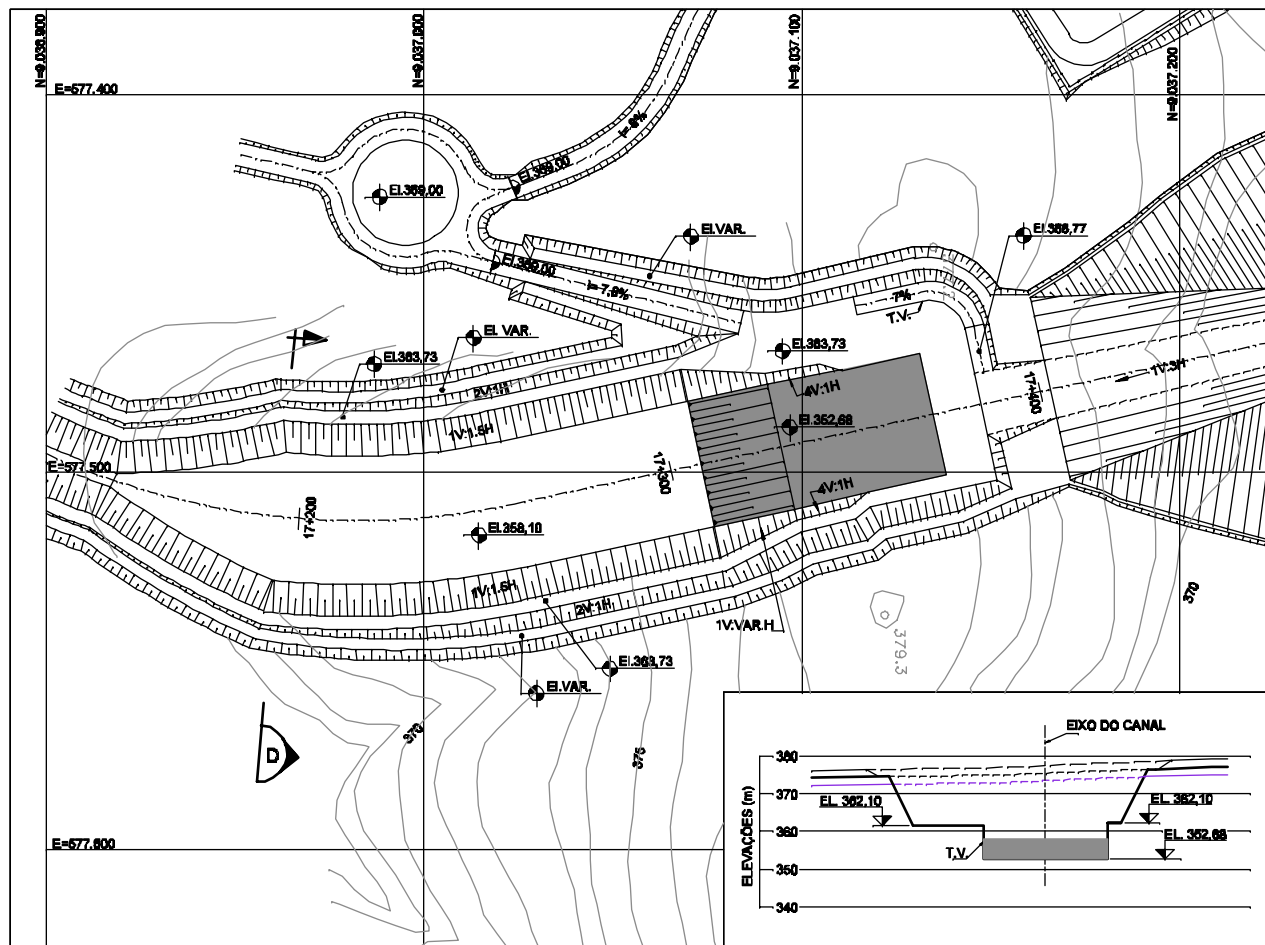 N=9.036.900
N=9.037.000
N=9.037.100
N=9.037.200
E=577.400
i= 8%
El.369,00
El.369,00
El.VAR.
El.369,00
i= 7,9%
7%
T.V.
El. VAR.
El.363,73
El.363,73
2V:1H
4V:1H
17+400
1V:3H
1V:1.5H
El.352,68
E=577.500
17+300
4V:1H
17+200
El.358,10
1V:1.5H
2V:1H
370
1V:VAR.H
379.3
El.363,73
El.VAR.
370
375
D
EIXO DO CANAL
380
370
EL. 362,10
EL. 362,10
360
EL. 352,68
T.V.
350
340
ELEVAÇÕES (m)
E=577.600